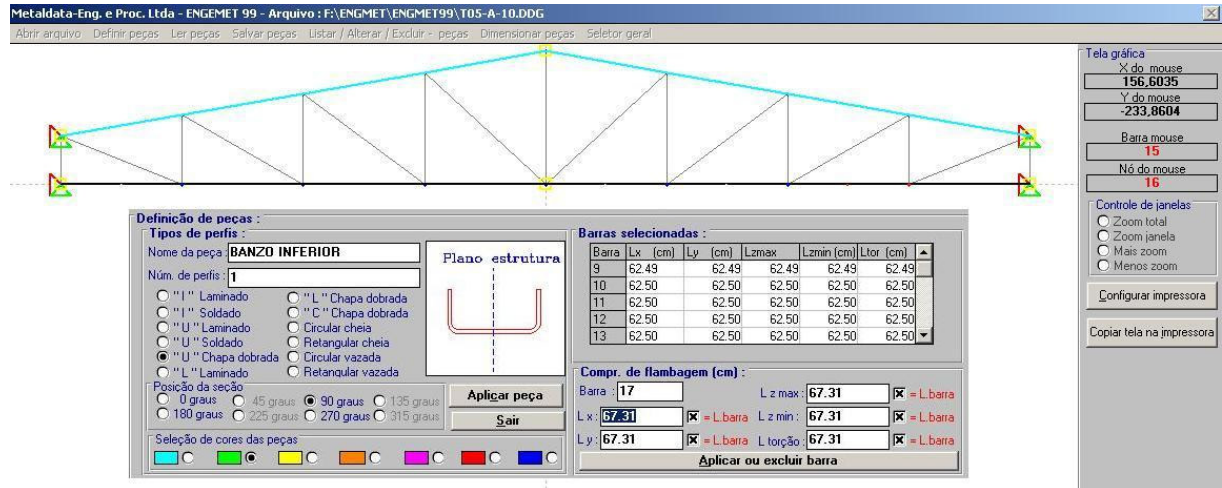 Metaldata-Eng. e Proc. Ltda - ENGEMET 99 - Arquivo : F:\ENGMET\ENGMET99\T05-A-10.DDG
Abrir arquivo Definir peças Ler peças Salvar peças Listar / Alterar / Excluir - peças Dimensionar peças Seletor geral
Tela gráfica
X do mouse
156,6035
Y do mouse
-233,8604
Barra mouse
15
Nó do mouse
16
Controle de janelas
Zoom total
Zoom janela
Mais zoom
Menos zoom
Configurar impressora
Copiar tela na impressora
Definição de peças :
Tipos de perfis :
Nome da peça : BANZO INFERIOR
Núm. de perfis : 1
" I " Laminado
" I " Soldado
" U " Laminado
" U " Soldado
" U " Chapa dobrada
" L " Laminado
" L " Chapa dobrada
" C " Chapa dobrada
Circular cheia
Retangular cheia
Circular vazada
Retangular vazada
Plano estrutura
Posição da seção
0 graus 45 graus 90 graus 135 graus
180 graus 225 graus 270 graus 315 graus
Aplicar peça
Sair
Seleção de cores das peças
Barras selecionadas :
Barra Lx (cm) Ly (cm) Lzmax Lzmin (cm) Ltor (cm)
9 62.49 62.49 62.49 62.49 62.49
10 62.50 62.50 62.50 62.50 62.50
11 62.50 62.50 62.50 62.50 62.50
12 62.50 62.50 62.50 62.50 62.50
13 62.50 62.50 62.50 62.50 62.50
Compr. de flambagem (cm) :
Barra : 17 L z max : 67.31 = L.barra
L x : 67.31 = L.barra L z min : 67.31 = L.barra
L y : 67.31 = L.barra L torção : 67.31 = L.barra
Aplicar ou excluir barra